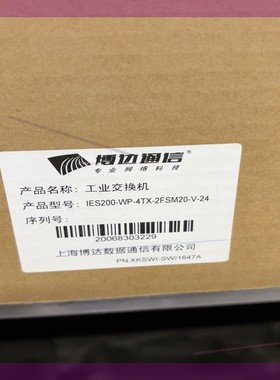 博达通信®
专业网络科技
产品名称: 工业交换机
产品型号: IES200-WP-4TX-2FSM20-V-24
序列号:
20068303229
上海博达数据通信有限公司
PN:XKSWI-SWI1647A